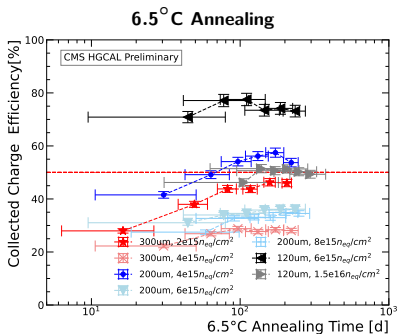 6.5°C Annealing
Collected Charge Efficiency[%]
100
80
60
40
20
0
CMS HGCAL Preliminary
300um, 2e15n_eq/cm²
300um, 4e15n_eq/cm²
200um, 4e15n_eq/cm²
200um, 6e15n_eq/cm²
200um, 8e15n_eq/cm²
120um, 6e15n_eq/cm²
120um, 1.5e16n_eq/cm²
10¹
10²
10³
6.5°C Annealing Time [d]